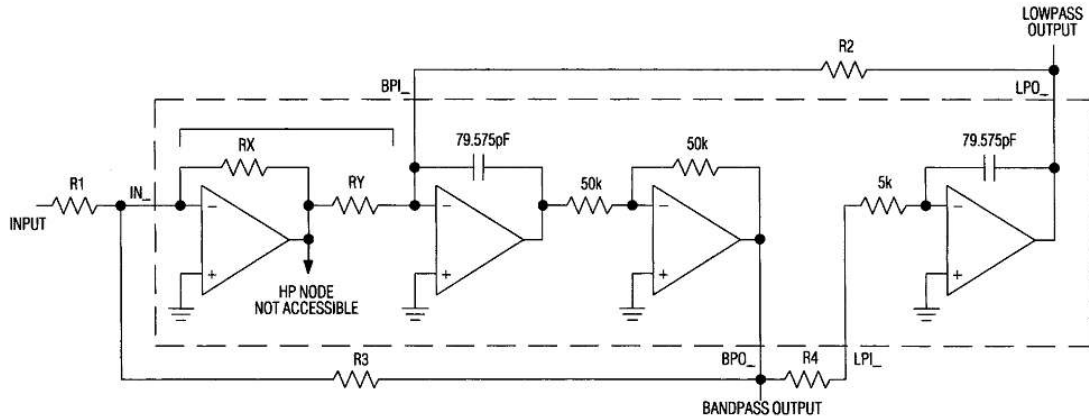 LOWPASS
OUTPUT
R2
BPI_
LPO_
RX
79.575pF
50k
79.575pF
R1
IN_
RY
50k
5k
INPUT
−
+
−
+
−
+
−
+
HP NODE
NOT ACCESSIBLE
R3
BPO_
R4
LPI_
BANDPASS OUTPUT